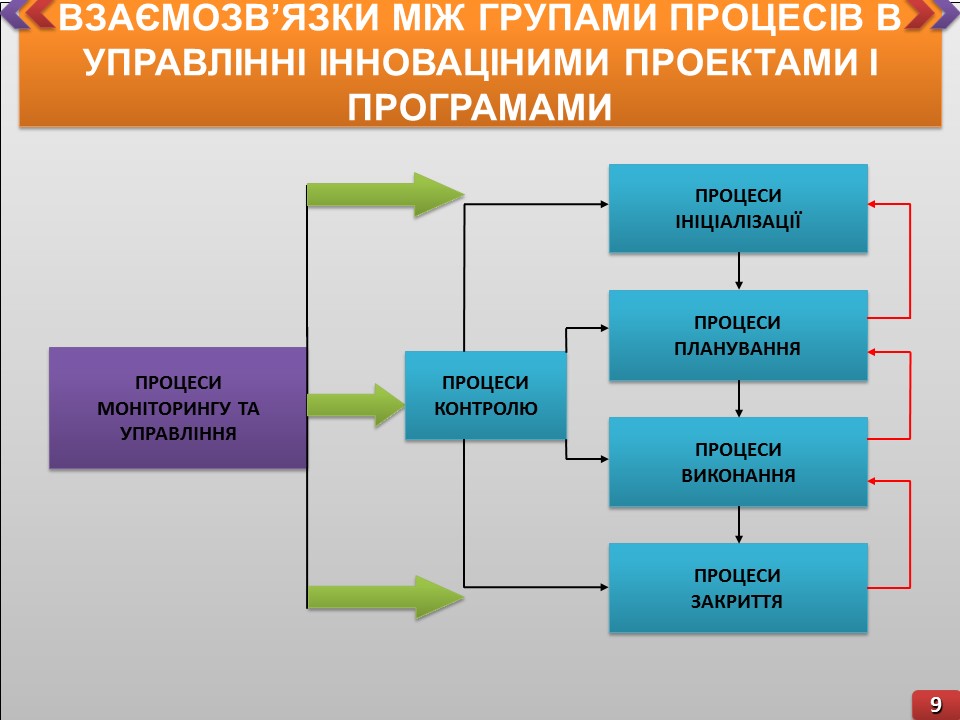 ВЗАЄМОЗВ’ЯЗКИ МІЖ ГРУПАМИ ПРОЦЕСІВ В
УПРАВЛІННІ ІННОВАЦІНИМИ ПРОЕКТАМИ І
ПРОГРАМАМИ
ПРОЦЕСИ
МОНІТОРИНГУ ТА
УПРАВЛІННЯ
ПРОЦЕСИ
КОНТРОЛЮ
ПРОЦЕСИ
ІНІЦІАЛІЗАЦІЇ
ПРОЦЕСИ
ПЛАНУВАННЯ
ПРОЦЕСИ
ВИКОНАННЯ
ПРОЦЕСИ
ЗАКРИТТЯ
9